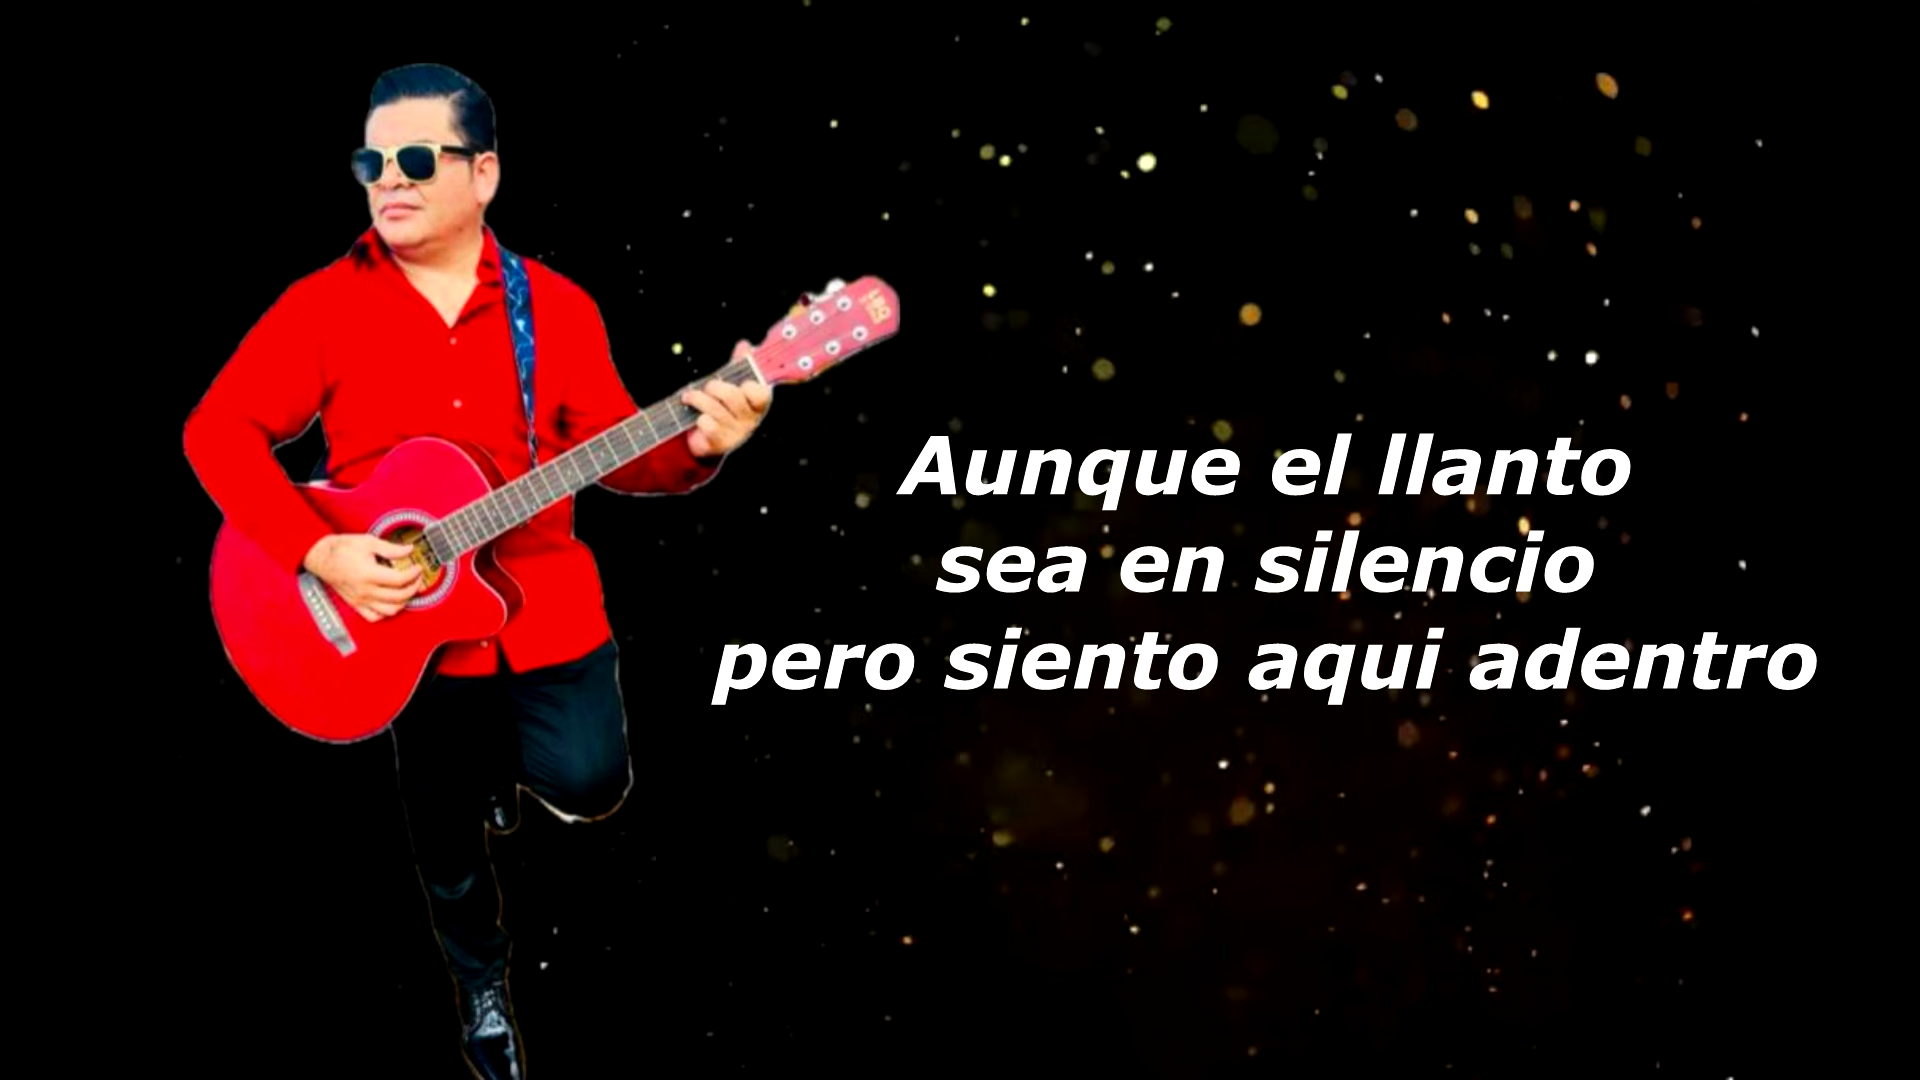 Aunque el llanto
sea en silencio
pero siento aqui adentro